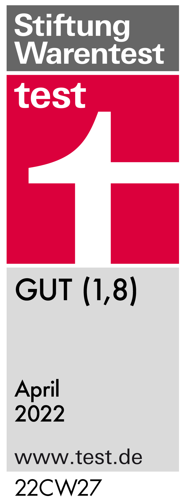 Stiftung
Warentest
test
GUT (1,8)
April
2022
www.test.de
22CW27